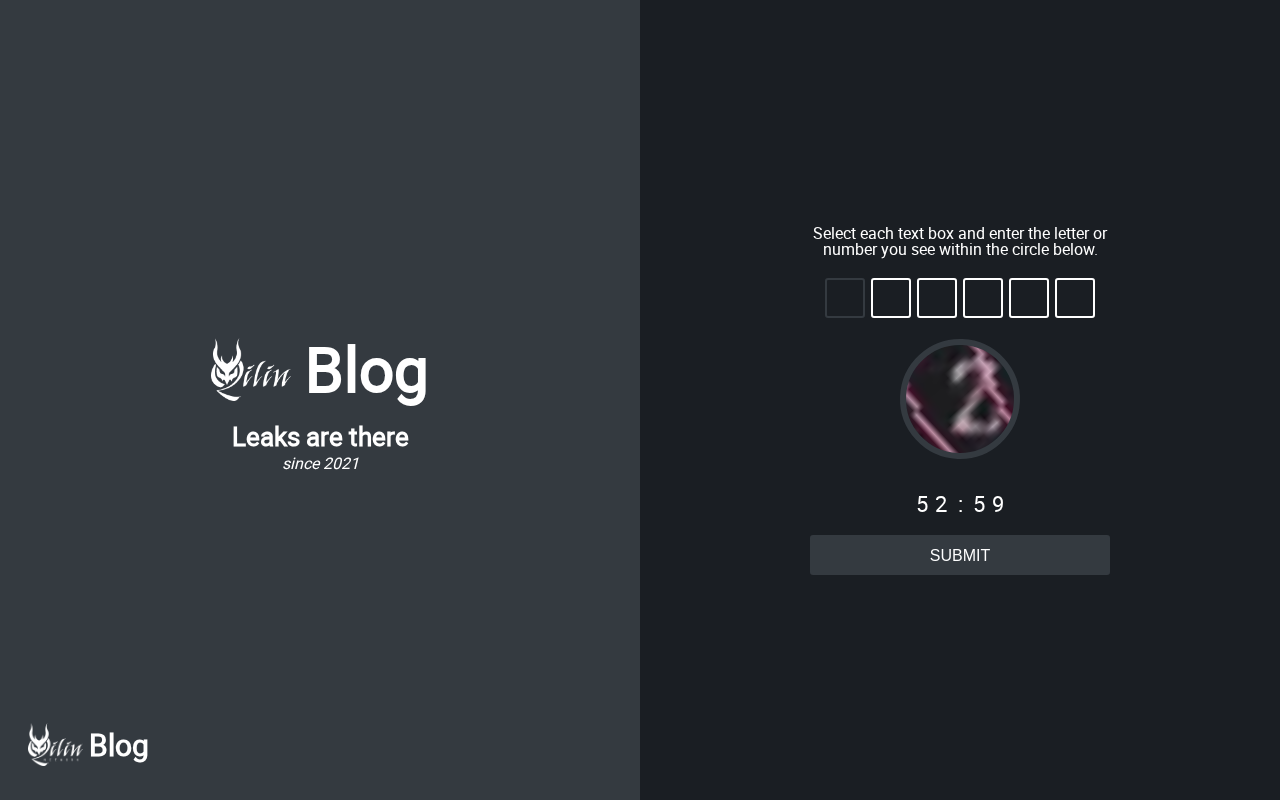 Select each text box and enter the letter or
number you see within the circle below.
2
Qilin Blog
Leaks are there
since 2021
52:59
SUBMIT
Qilin Blog